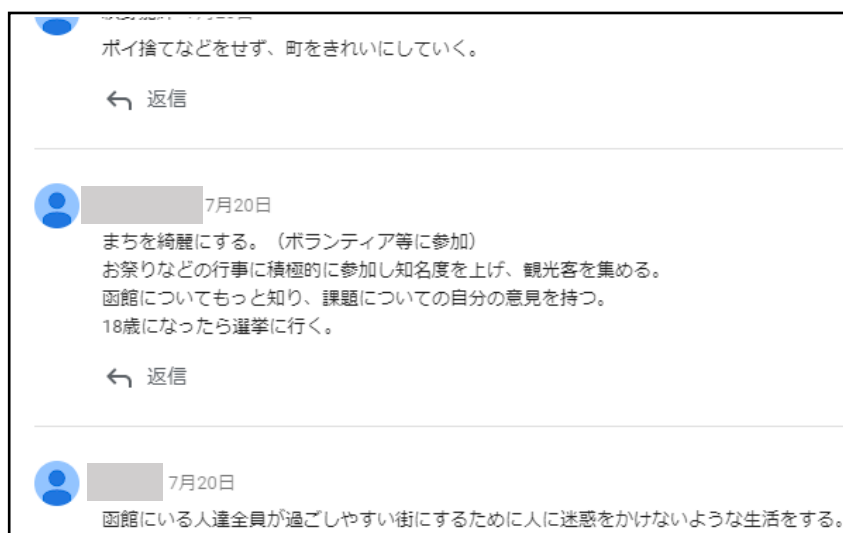 ポイ捨てなどをせず、町をきれいにしていく。
返信
7月20日
まちを綺麗にする。（ボランティア等に参加）
お祭りなどの行事に積極的に参加し知名度を上げ、観光客を集める。
函館についてもっと知り、課題についての自分の意見を持つ。
18歳になったら選挙に行く。
返信
7月20日
函館にいる人達全員が過ごしやすい街にするために人に迷惑をかけないような生活をする。